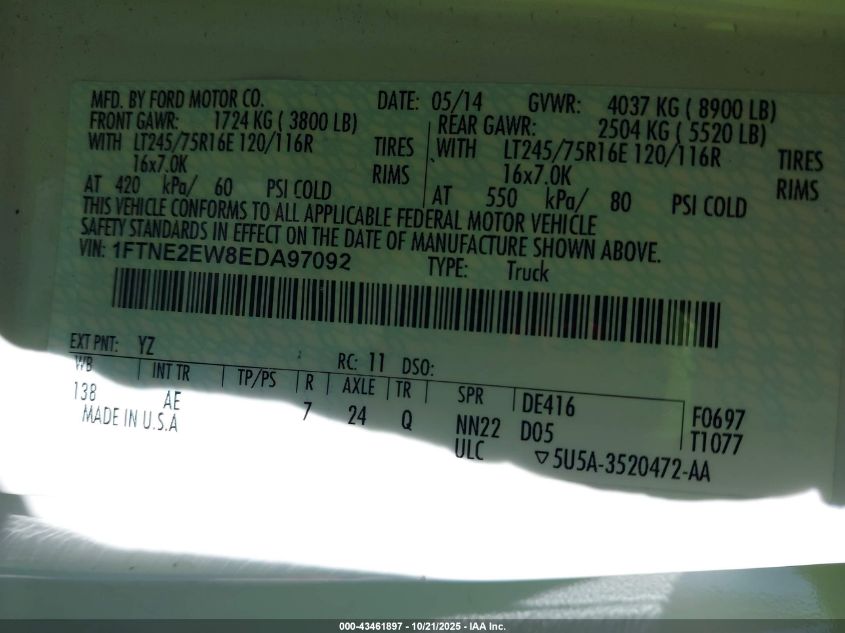 MFD. BY FORD MOTOR CO. DATE: 05/14 GVWR: 4037 KG ( 8900 LB)
FRONT GAWR: 1724 KG ( 3800 LB) REAR GAWR: 2504 KG ( 5520 LB)
WITH LT245/75R16E 120/116R TIRES WITH LT245/75R16E 120/116R TIRES
16x7.0K RIMS 16x7.0K RIMS
AT 420 kPa/ 60 PSI COLD AT 550 kPa/ 80 PSI COLD
THIS VEHICLE CONFORMS TO ALL APPLICABLE FEDERAL MOTOR VEHICLE
SAFETY STANDARDS IN EFFECT ON THE DATE OF MANUFACTURE SHOWN ABOVE.
VIN: 1FTNE2EW8EDA97092 TYPE: Truck
EXT PNT: YZ RC: 11 DSO:
WB INT TR TP/PS R AXLE TR SPR DE416 F0697
138 AE 7 24 Q NN22 D05 T1077
MADE IN U.S.A ULC ▽5U5A-3520472-AA
000-43461897 - 10/21/2025 - IAA Inc.